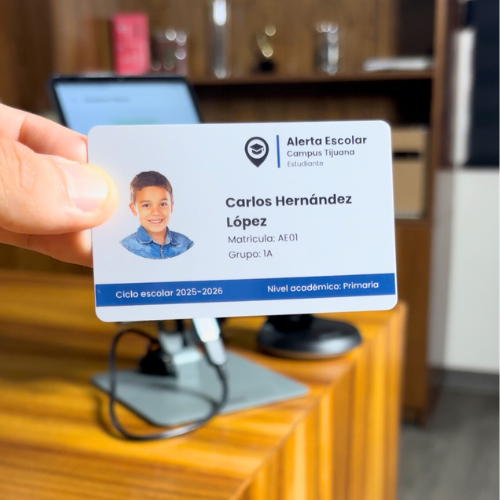 Alerta Escolar
Campus Tijuana
Estudiante
Carlos Hernández
López
Matricula: AE01
Grupo: 1A
Ciclo escolar 2025-2026
Nivel académico: Primaria